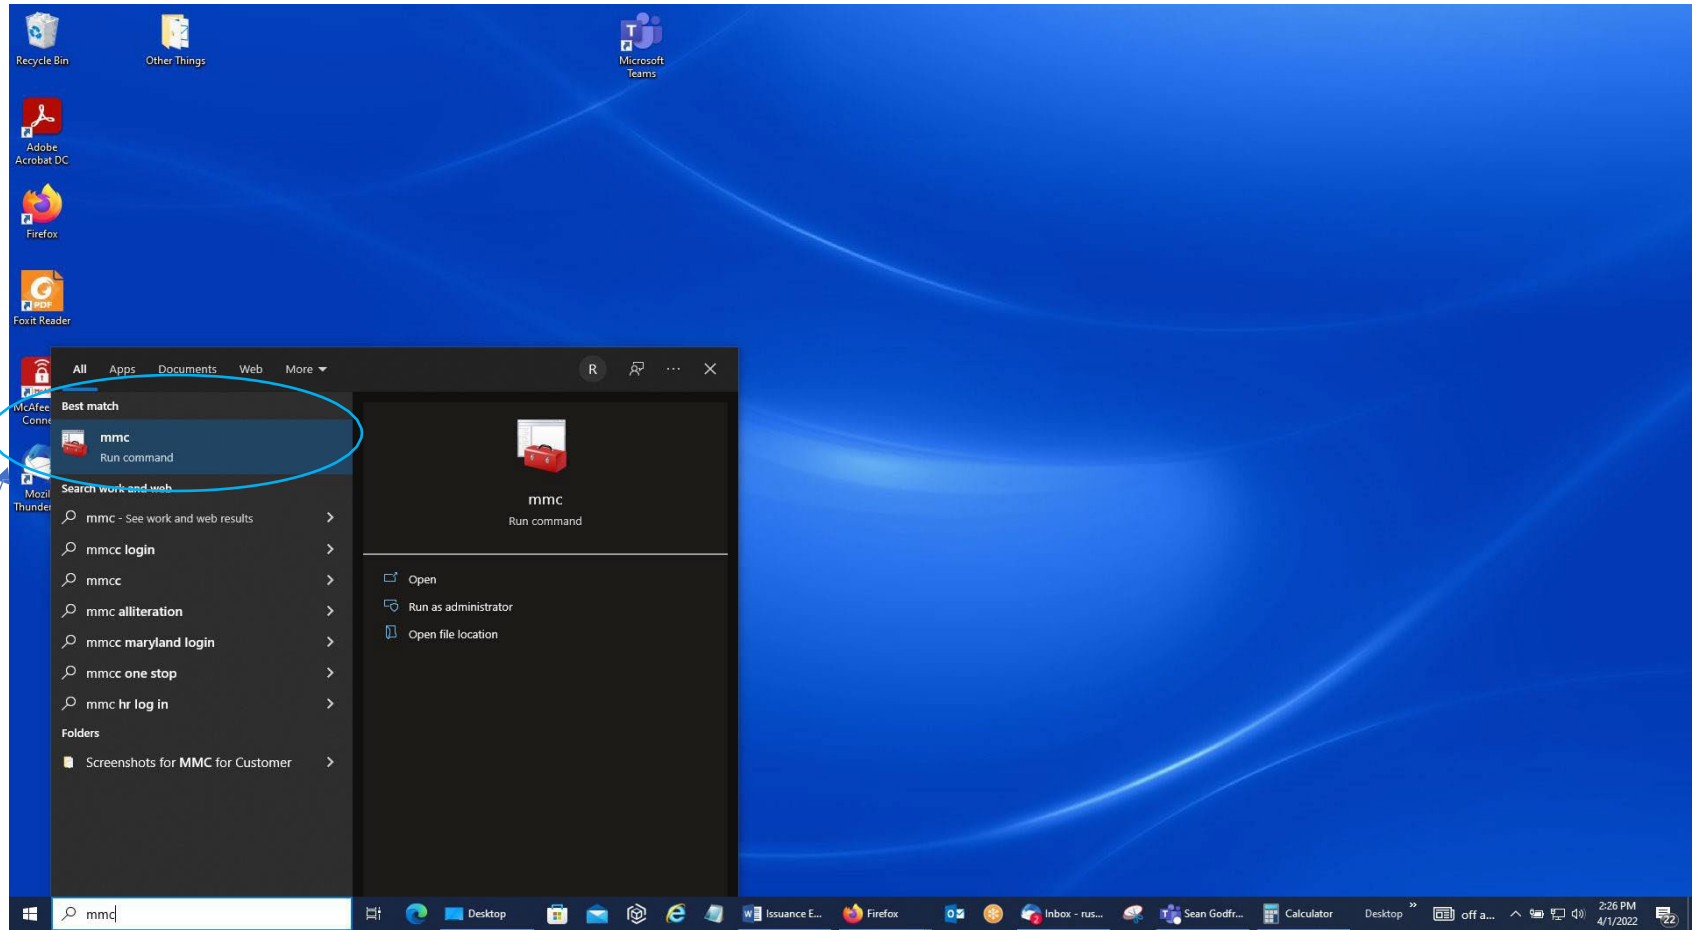 Recycle Bin
Other Things
Microsoft
Teams
Adobe
Acrobat DC
Firefox
PDF
Foxit Reader
McAfee
Conne
Mozil
Thunder
All Apps Documents Web More
R
Best match
mmc
Run command
Search work and web
mmc - See work and web results
mmcc login
mmcc
mmc alliteration
mmcc maryland login
mmcc one stop
mmc hr log in
Folders
Screenshots for MMC for Customer
mmc
Run command
Open
Run as administrator
Open file location
mmc
Desktop
Issuance E...
Firefox
Inbox - rus...
Sean Godfr...
Calculator
Desktop
off a...
2:26 PM
4/1/2022
22